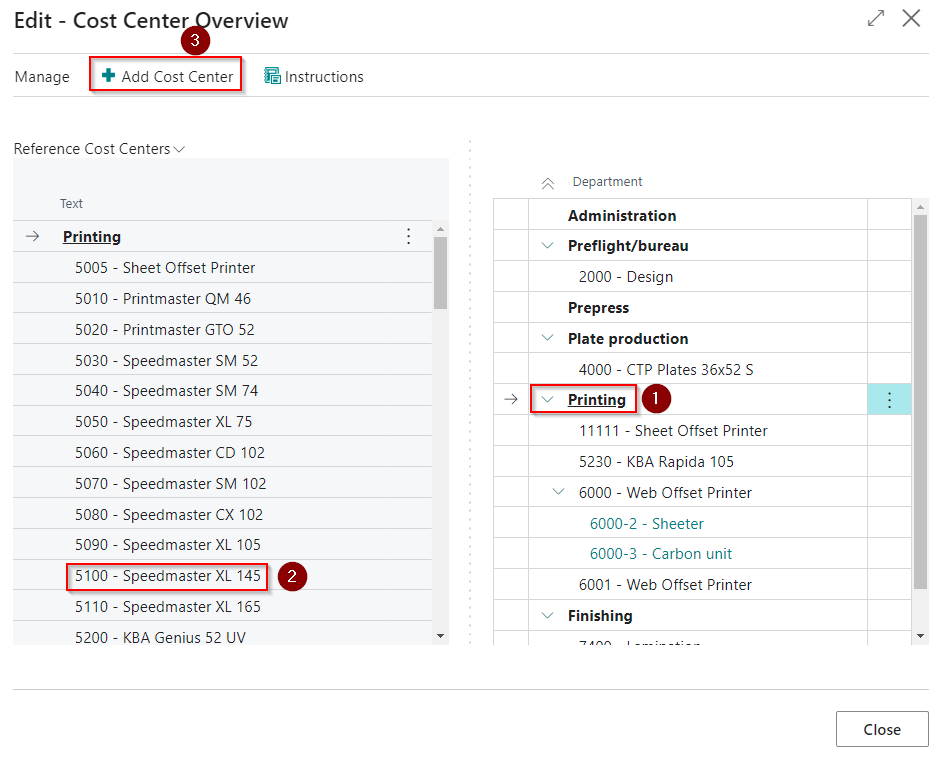 Edit - Cost Center Overview
3
Manage
Add Cost Center
Instructions
Reference Cost Centers
Text
Printing
5005 - Sheet Offset Printer
5010 - Printmaster QM 46
5020 - Printmaster GTO 52
5030 - Speedmaster SM 52
5040 - Speedmaster SM 74
5050 - Speedmaster XL 75
5060 - Speedmaster CD 102
5070 - Speedmaster SM 102
5080 - Speedmaster CX 102
5090 - Speedmaster XL 105
5100 - Speedmaster XL 145
2
5110 - Speedmaster XL 165
5200 - KBA Genius 52 UV
Department
Administration
Preflight/bureau
2000 - Design
Prepress
Plate production
4000 - CTP Plates 36x52 S
Printing
1
11111 - Sheet Offset Printer
5230 - KBA Rapida 105
6000 - Web Offset Printer
6000-2 - Sheeter
6000-3 - Carbon unit
6001 - Web Offset Printer
Finishing
7400 - Lamination
Close